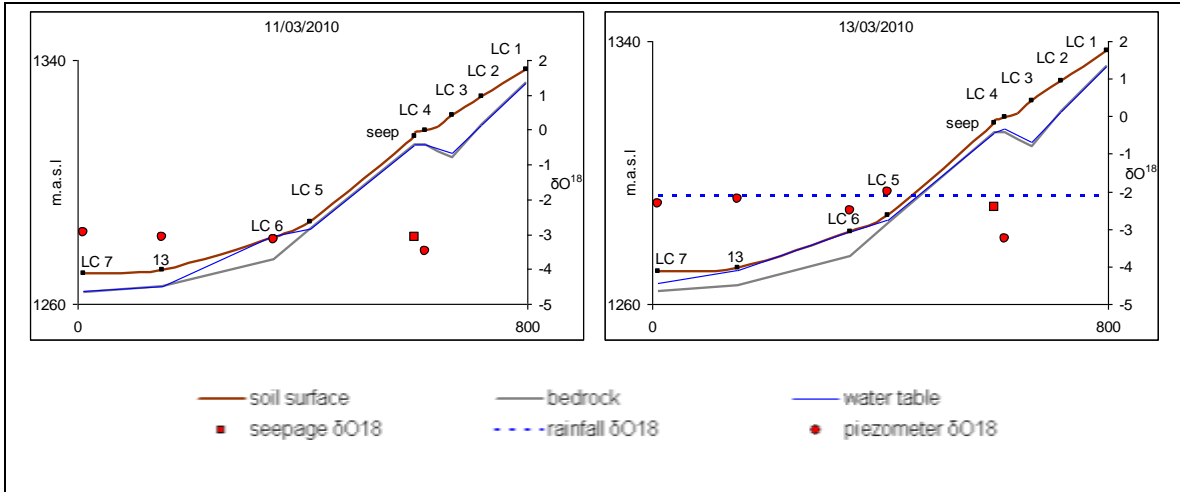 11/03/2010
1340
m.a.s.l
1260
0
800
2
1
0
-1
-2
-3
-4
-5
δO18
LC 1
LC 2
LC 3
LC 4
seep
LC 5
LC 6
13
LC 7
13/03/2010
1340
m.a.s.l
1260
0
800
2
1
0
-1
-2
-3
-4
-5
δO18
LC 1
LC 2
LC 3
LC 4
seep
LC 5
LC 6
13
LC 7
soil surface
bedrock
water table
seepage δO18
rainfall δO18
piezometer δO18